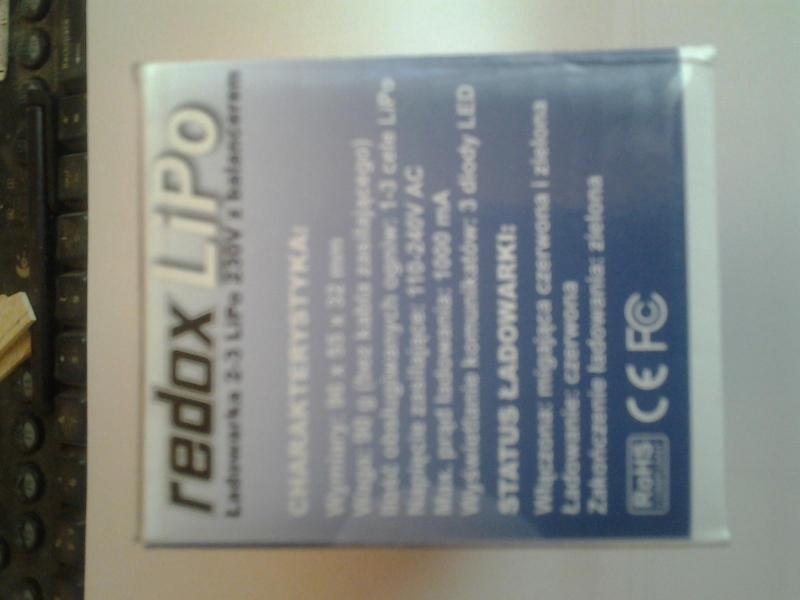 redox LiPo
Ładowarka 2-3 LiPo 230V z balancerem
CHARAKTERYSTYKA:
Wymiary: 90 x 55 x 32 mm
Waga: 90 g (bez kabla zasilającego)
Ilość obsługiwanych ogniw: 1-3 cele LiPo
Napięcie zasilające: 110-240V AC
Max. prąd ładowania: 1000 mA
Wyświetlanie komunikatów: 3 diody LED
STATUS ŁADOWARKI:
Włączona: migająca czerwona i zielona
Ładowanie: czerwona
Zakończenie ładowania: zielona
RoHS CE FC